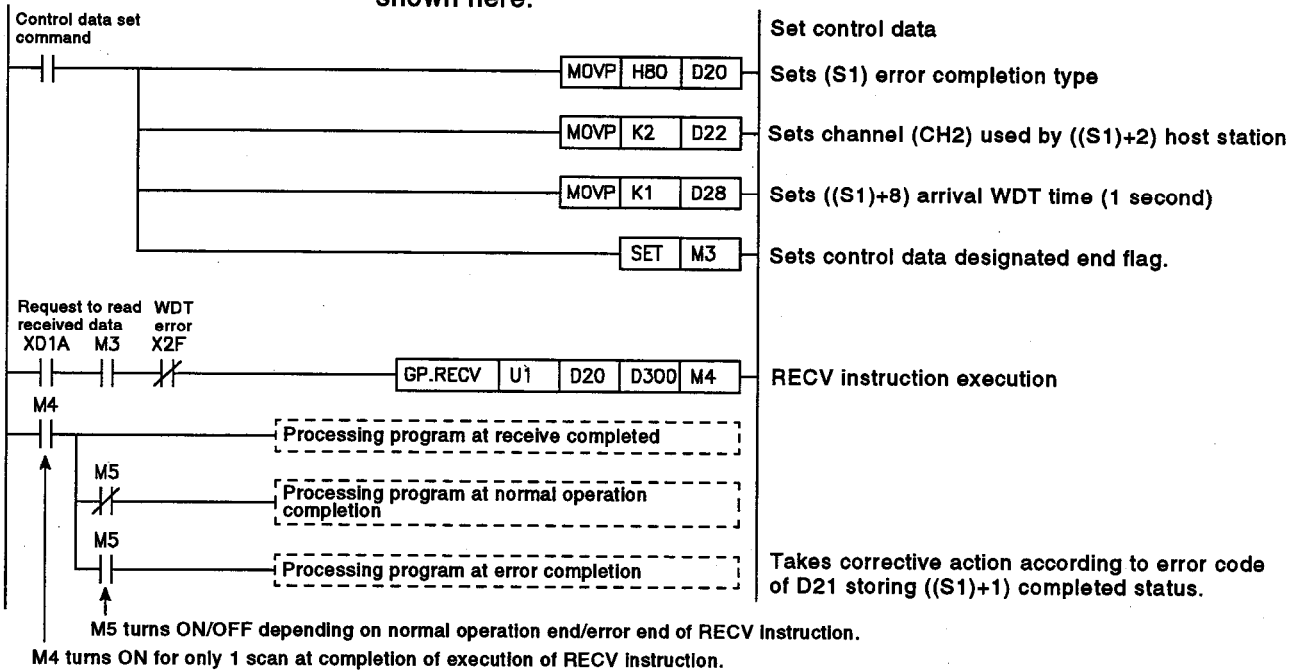 shown here.
Control data set
command
Set control data
MOVP H80 D20
Sets (S1) error completion type
MOVP K2 D22
Sets channel (CH2) used by ((S1)+2) host station
MOVP K1 D28
Sets ((S1)+8) arrival WDT time (1 second)
SET M3
Sets control data designated end flag.
Request to read WDT
received data error
XD1A M3 X2F
GP.RECV U1 D20 D300 M4
RECV instruction execution
M4
Processing program at receive completed
M5
Processing program at normal operation
completion
M5
Processing program at error completion
Takes corrective action according to error code
of D21 storing ((S1)+1) completed status.
M5 turns ON/OFF depending on normal operation end/error end of RECV instruction.
M4 turns ON for only 1 scan at completion of execution of RECV instruction.